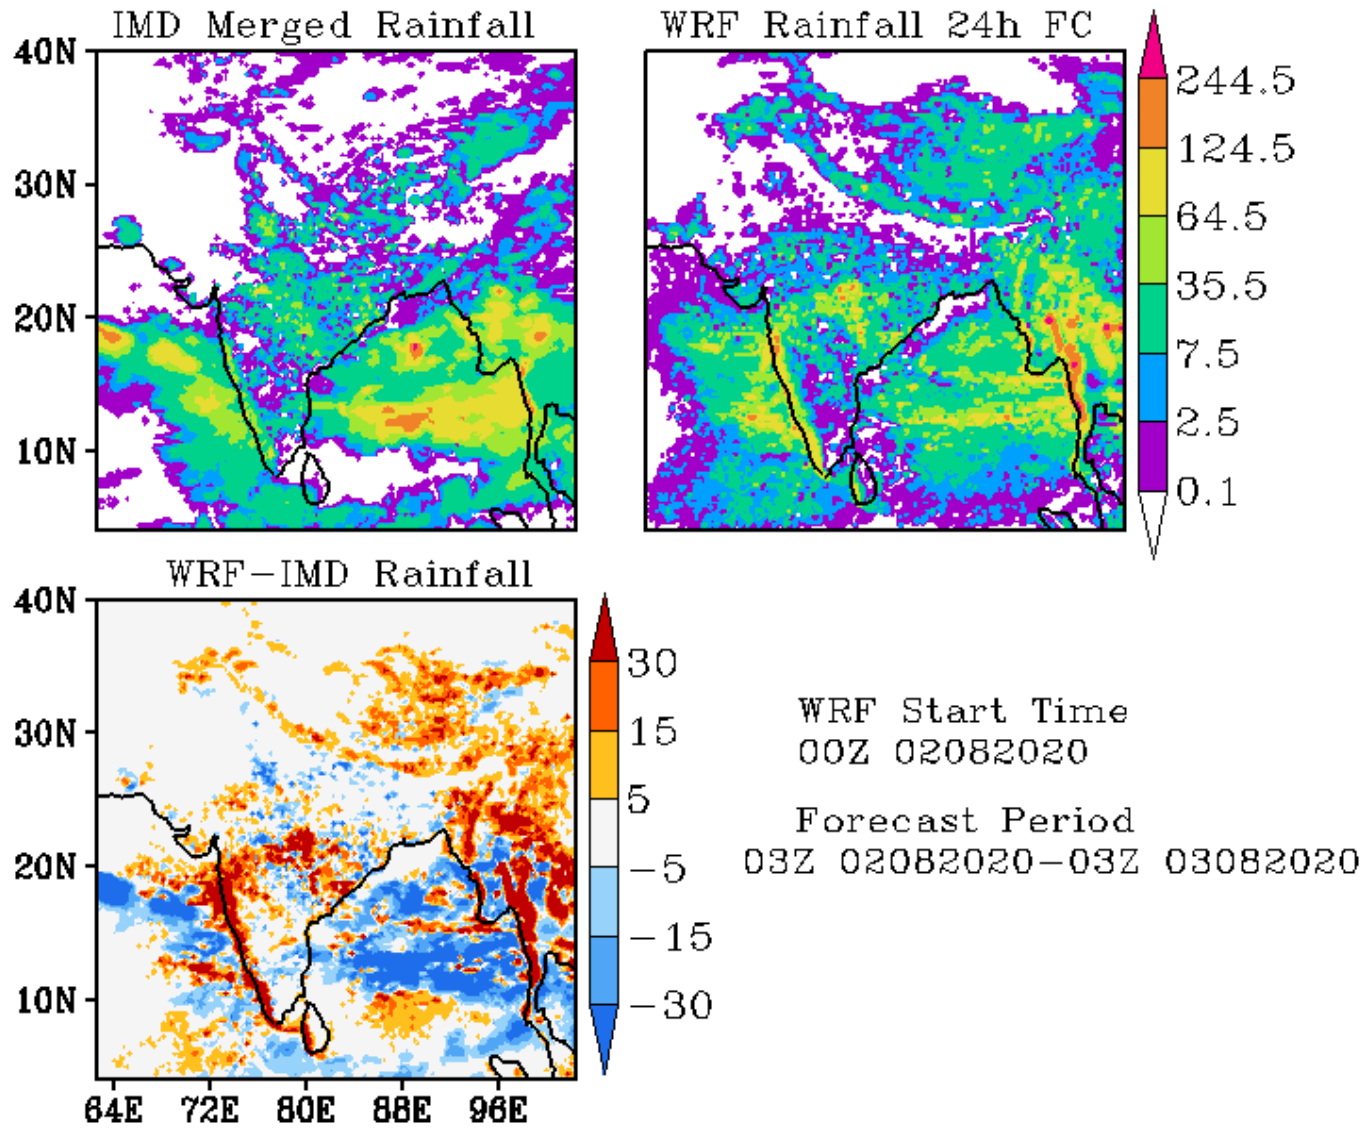 IMD Merged Rainfall
WRF Rainfall 24h FC
40N
30N
20N
10N
244.5
124.5
64.5
35.5
7.5
2.5
0.1
WRF-IMD Rainfall
40N
30N
20N
10N
64E 72E 80E 88E 96E
30
15
5
-5
-15
-30
WRF Start Time
00Z 02082020
Forecast Period
03Z 02082020-03Z 03082020